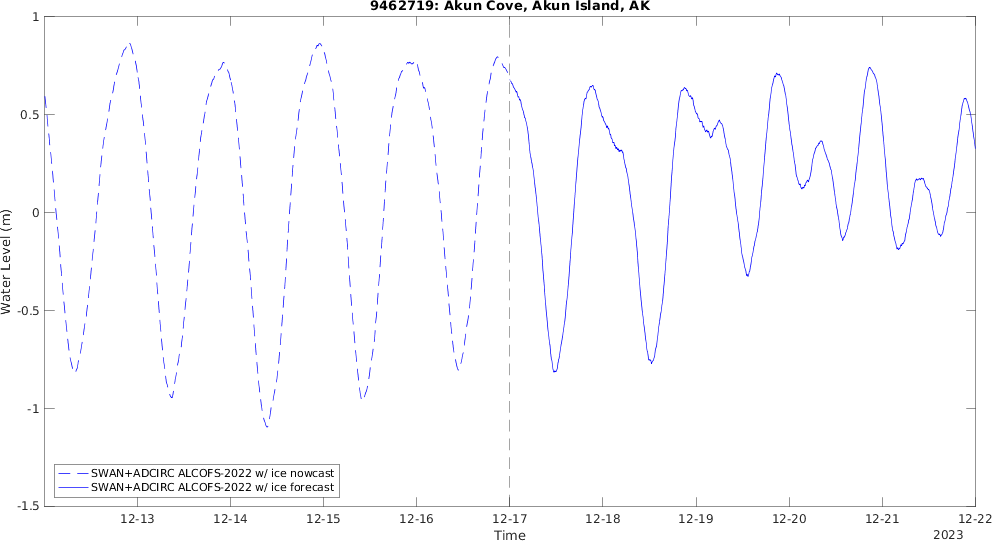 9462719: Akun Cove, Akun Island, AK
1
0.5
0
-0.5
-1
-1.5
Water Level (m)
SWAN+ADCIRC ALCOFS-2022 w/ ice nowcast
SWAN+ADCIRC ALCOFS-2022 w/ ice forecast
12-13 12-14 12-15 12-16 12-17 12-18 12-19 12-20 12-21 12-22
Time
2023